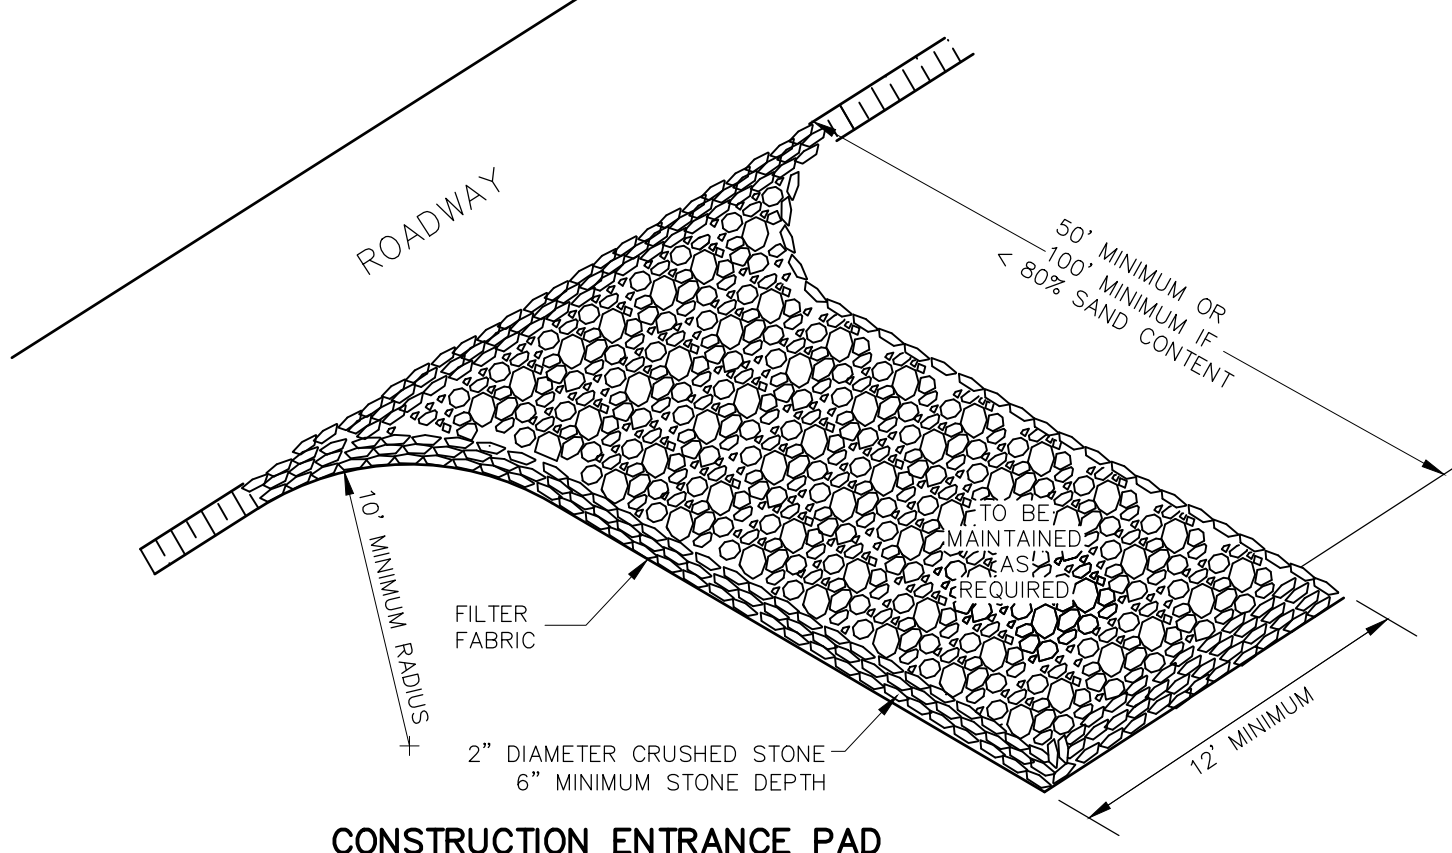 ROADWAY
50’ MINIMUM OR
100’ MINIMUM IF
< 80% SAND CONTENT
TO BE
MAINTAINED
AS
REQUIRED
10’ MINIMUM RADIUS
FILTER
FABRIC
12’ MINIMUM
2” DIAMETER CRUSHED STONE
6” MINIMUM STONE DEPTH
CONSTRUCTION ENTRANCE PAD